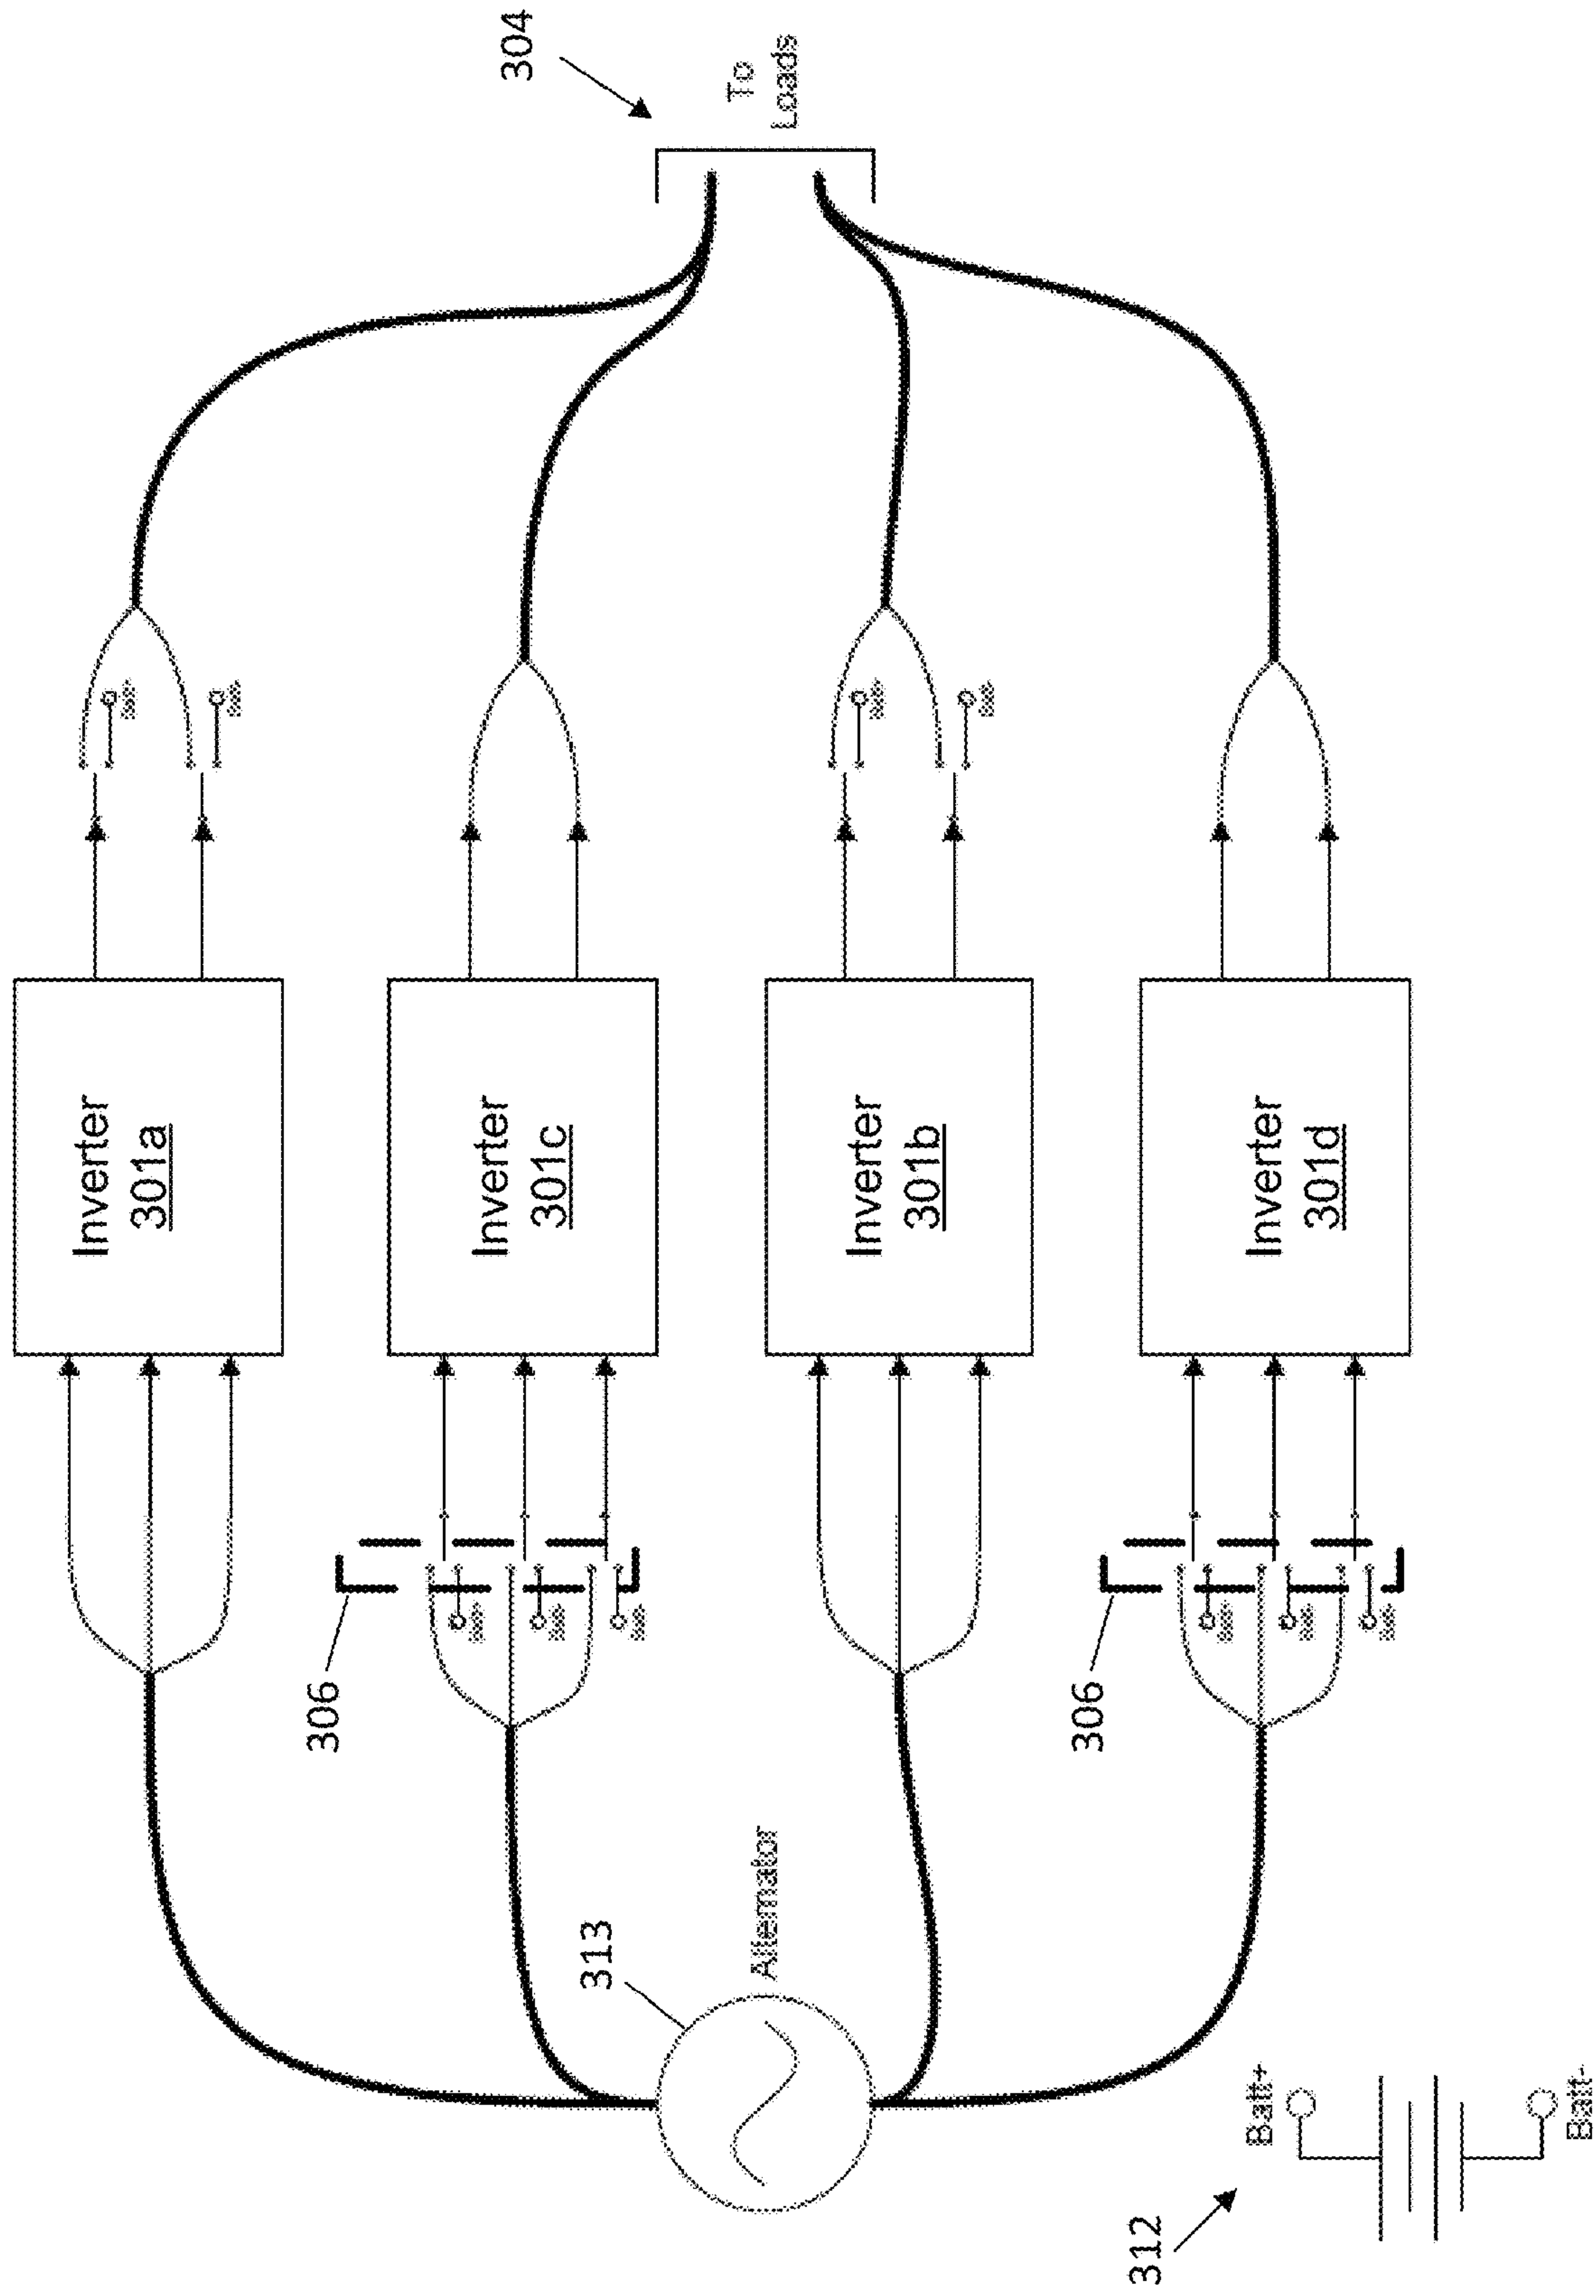 Inverter
301a
306
Inverter
301c
304
313
To
Loads
Alternator
Inverter
301b
306
312
Inverter
301d
Batt+
Batt-